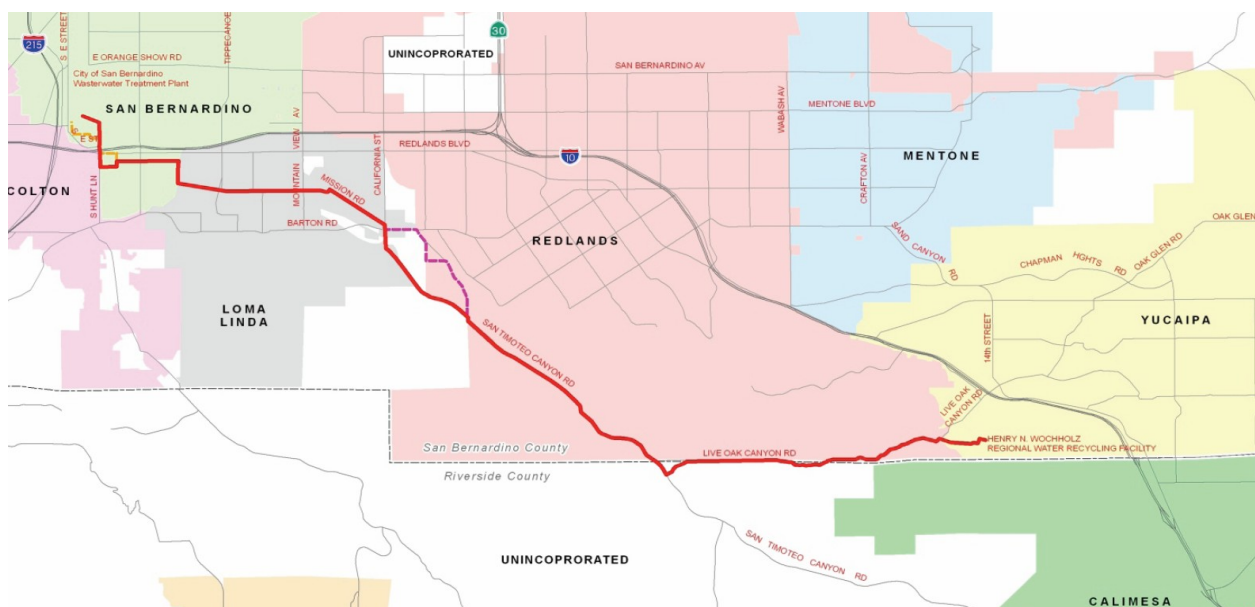 30
215
S E STREET
TIPPECANOE
UNINCOPRORATED
E ORANGE SHOW RD
City of San Bernardino
Wasterwater Treatment Plant
SAN BERNARDINO AV
SAN BERNARDINO
MOUNTAIN VIEW AV
CALIFORNIA ST
WABASH AV
MENTONE BLVD
E ST
REDLANDS BLVD
10
MENTONE
COLTON
S HUNT LN
MISSION RD
CRAFTON AV
BARTON RD
REDLANDS
SAND CANYON RD
OAK GLEN
OAK GLEN RD
CHAPMAN HGHTS RD
LOMA
LINDA
YUCAIPA
14th STREET
SAN TIMOTEO CANYON RD
LIVE OAK
CANYON RD
HENRY N. WOCHHOLZ
REGIONAL WATER RECYCLING FACILITY
San Bernardino County
LIVE OAK CANYON RD
Riverside County
SAN TIMOTEO CANYON RD
UNINCOPRORATED
CALIMESA